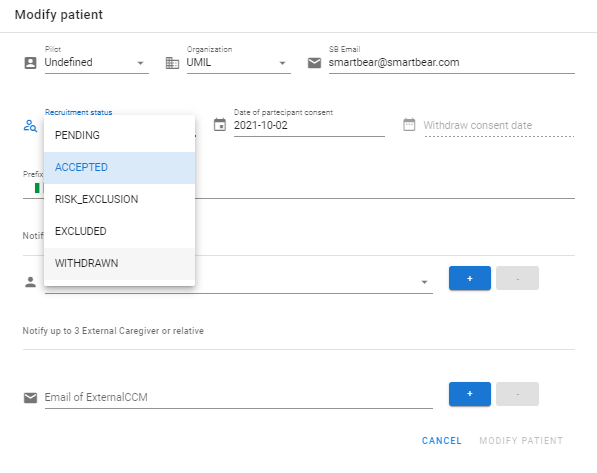 Modify patient
Pilot
Undefined
Organization
UMIL
SB Email
smartbear@smartbear.com
Recruitment status
PENDING
ACCEPTED
RISK_EXCLUSION
EXCLUDED
WITHDRAWN
Date of partecipant consent
2021-10-02
Withdraw consent date
Prefix
Notif
+
-
Notify up to 3 External Caregiver or relative
Email of ExternalCCM
+
-
CANCEL
MODIFY PATIENT